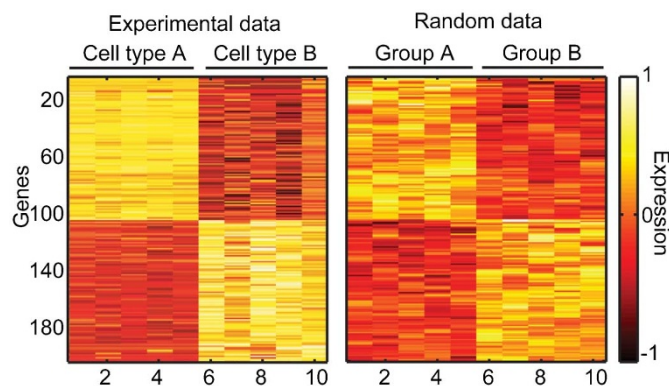 Experimental data
Cell type A Cell type B
Random data
Group A Group B
Genes
20
60
100
140
180
2 4 6 8 10
2 4 6 8 10
1
0
-1
Expression